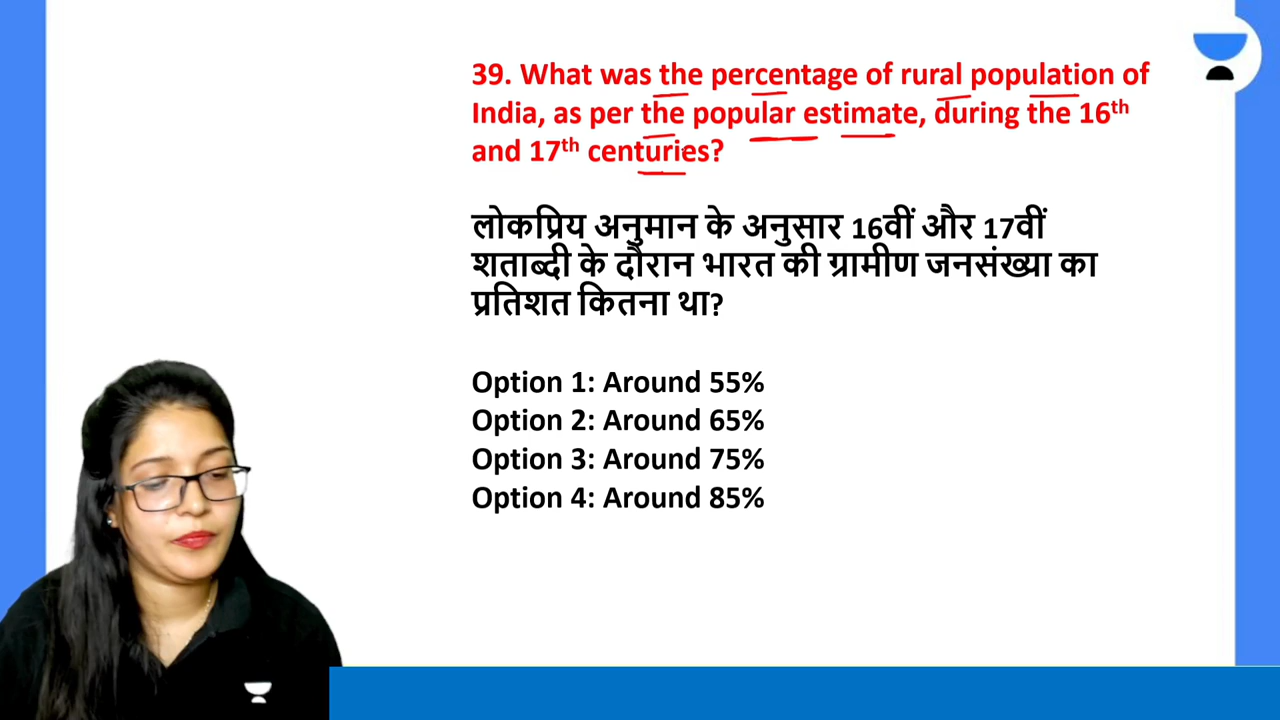 39. What was the percentage of rural population of
India, as per the popular estimate, during the 16th
and 17th centuries?
लोकप्रिय अनुमान के अनुसार 16वीं और 17वीं
शताब्दी के दौरान भारत की ग्रामीण जनसंख्या का
प्रतिशत कितना था?
Option 1: Around 55%
Option 2: Around 65%
Option 3: Around 75%
Option 4: Around 85%